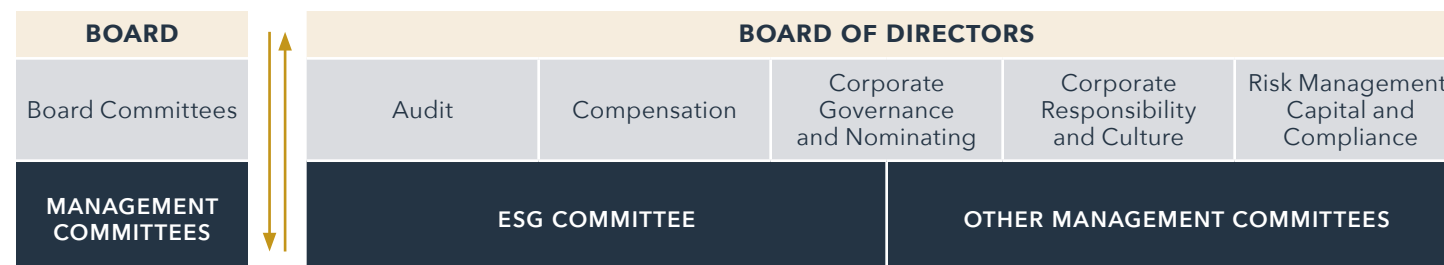 BOARD
BOARD OF DIRECTORS
Board Committees
Audit
Compensation
Corporate
Governance
and Nominating
Corporate
Responsibility
and Culture
Risk Management
Capital and
Compliance
MANAGEMENT
COMMITTEES
ESG COMMITTEE
OTHER MANAGEMENT COMMITTEES